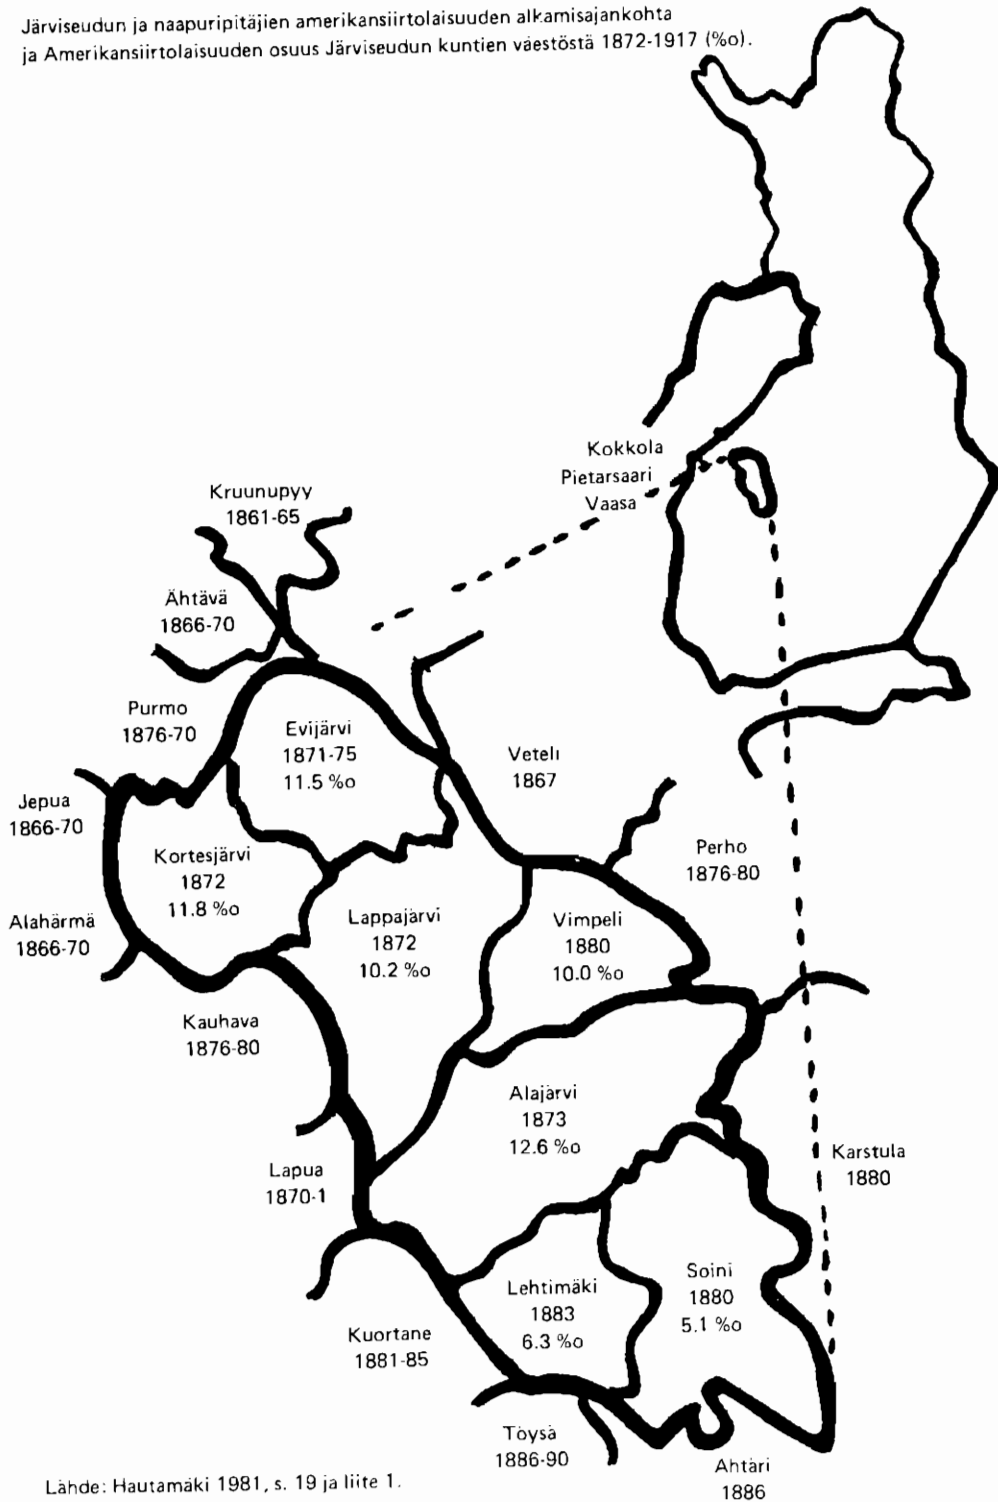 Järviseudun ja naapuripitäjien amerikansiirtolaisuuden alkamisajankohta
ja Amerikansiirtolaisuuden osuus Järviseudun kuntien väestöstä 1872-1917 (%o).
Kokkola
Pietarsaari
Vaasa
Kruunupyy
1861-65
Ähtävä
1866-70
Purmo
1876-70
Evijärvi
1871-75
11.5 %o
Veteli
1867
Jepua
1866-70
Kortesjärvi
1872
11.8 %o
Perho
1876-80
Alahärmä
1866-70
Lappajärvi
1872
10.2 %o
Vimpeli
1880
10.0 %o
Kauhava
1876-80
Alajärvi
1873
12.6 %o
Karstula
1880
Lapua
1870-1
Lehtimäki
1883
6.3 %o
Soini
1880
5.1 %o
Kuortane
1881-85
Töysä
1886-90
Ahtäri
1886
Lähde: Hautamäki 1981, s. 19 ja liite 1.